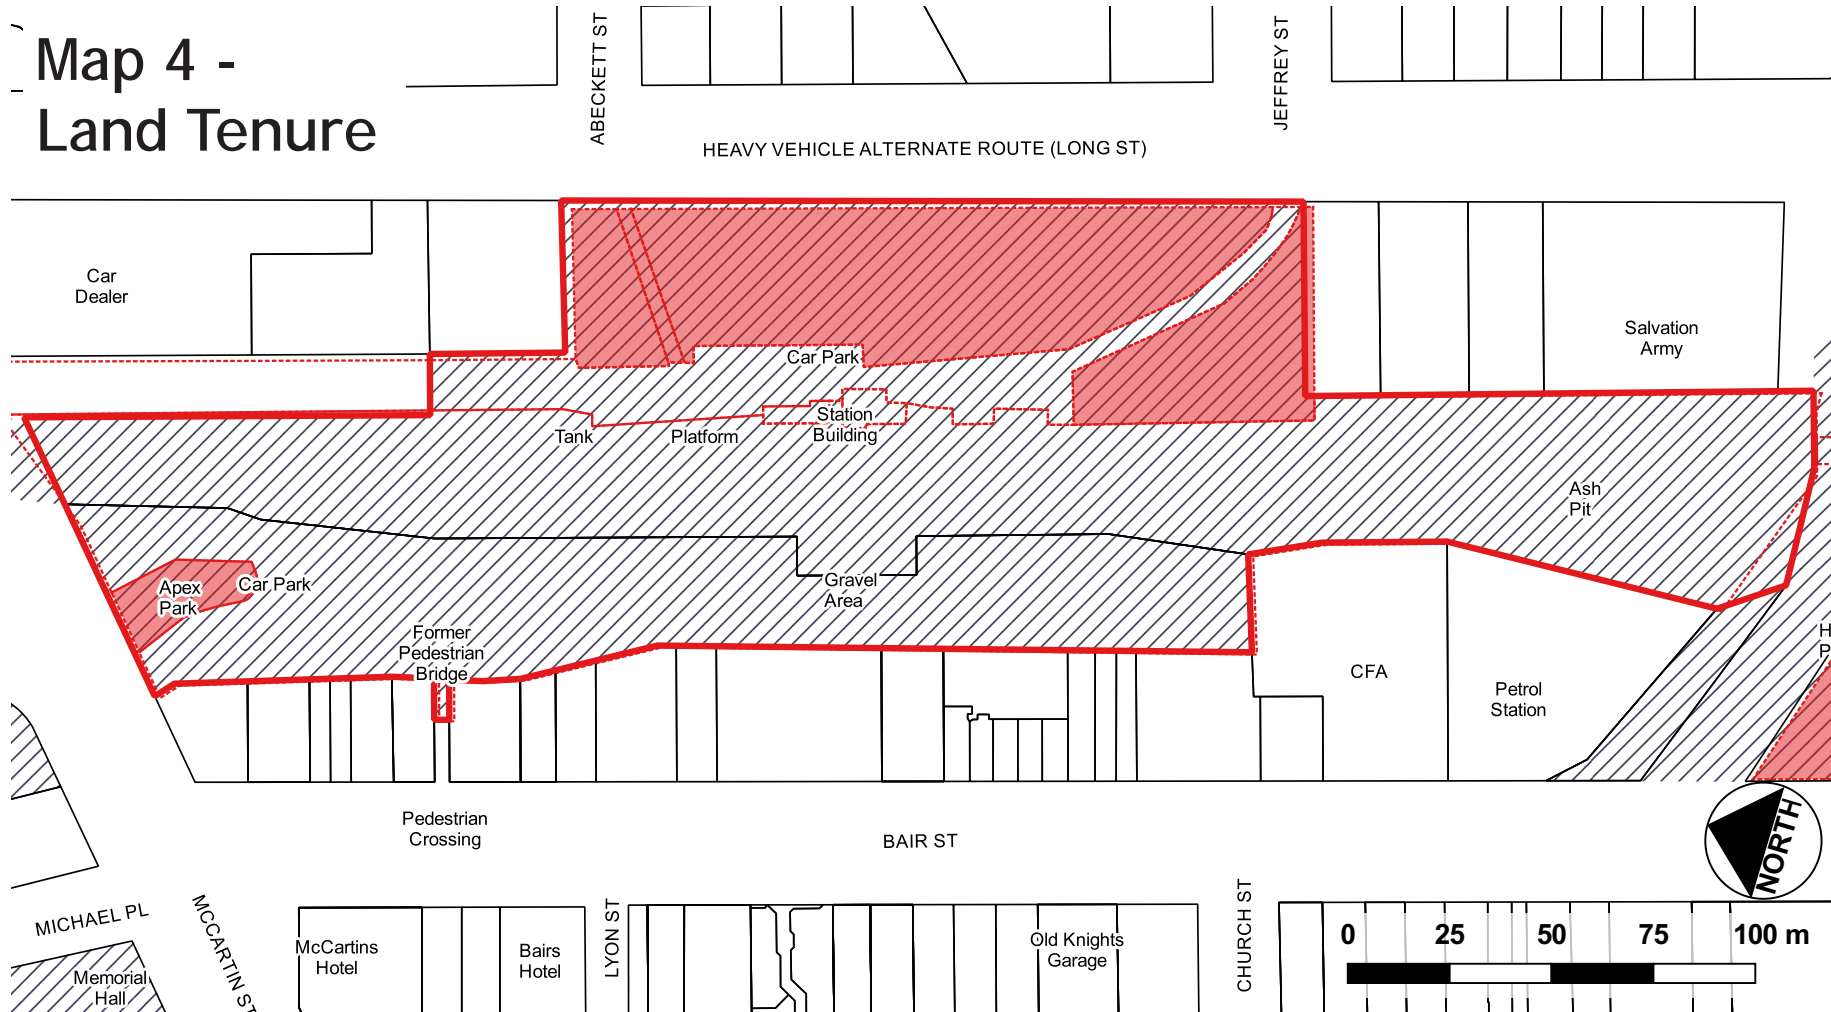 Map 4 -
Land Tenure
ABECKETT ST
JEFFREY ST
HEAVY VEHICLE ALTERNATE ROUTE (LONG ST)
Car
Dealer
Salvation
Army
Car Park
Station
Building
Tank
Platform
Ash
Pit
Apex
Park
Car Park
Gravel
Area
Former
Pedestrian
Bridge
H
P
CFA
Petrol
Station
Pedestrian
Crossing
BAIR ST
NORTH
MICHAEL PL
MCCARTIN ST
LYON ST
CHURCH ST
McCartins
Hotel
Bairs
Hotel
Old Knights
Garage
Memorial
Hall
0 25 50 75 100 m